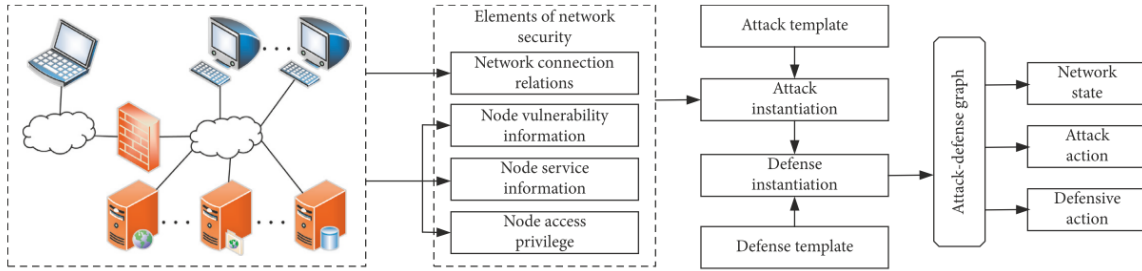 Elements of network
security
Network connection
relations
Node vulnerability
information
Node service
information
Node access
privilege
Attack template
Attack
instantiation
Defense
instantiation
Defense template
Attack-defense graph
Network
state
Attack
action
Defensive
action